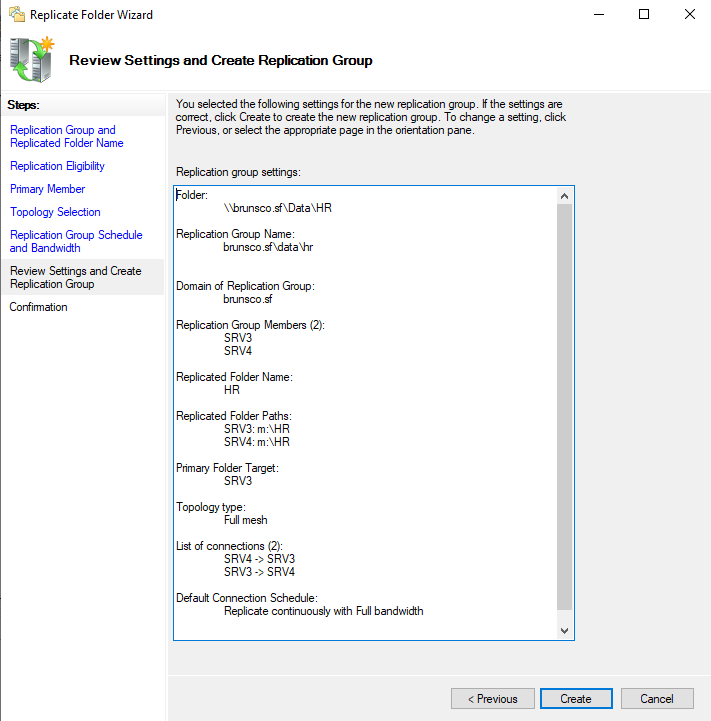 Replicate Folder Wizard
Review Settings and Create Replication Group
Steps:
Replication Group and
Replicated Folder Name
Replication Eligibility
Primary Member
Topology Selection
Replication Group Schedule
and Bandwidth
Review Settings and Create
Replication Group
Confirmation
You selected the following settings for the new replication group. If the settings are
correct, click Create to create the new replication group. To change a setting, click
Previous, or select the appropriate page in the orientation pane.
Replication group settings:
Folder:
\\brunsco.sf\Data\HR
Replication Group Name:
brunsco.sf\data\hr
Domain of Replication Group:
brunsco.sf
Replication Group Members (2):
SRV3
SRV4
Replicated Folder Name:
HR
Replicated Folder Paths:
SRV3: m:\HR
SRV4: m:\HR
Primary Folder Target:
SRV3
Topology type:
Full mesh
List of connections (2):
SRV4 -> SRV3
SRV3 -> SRV4
Default Connection Schedule:
Replicate continuously with Full bandwidth
< Previous
Create
Cancel